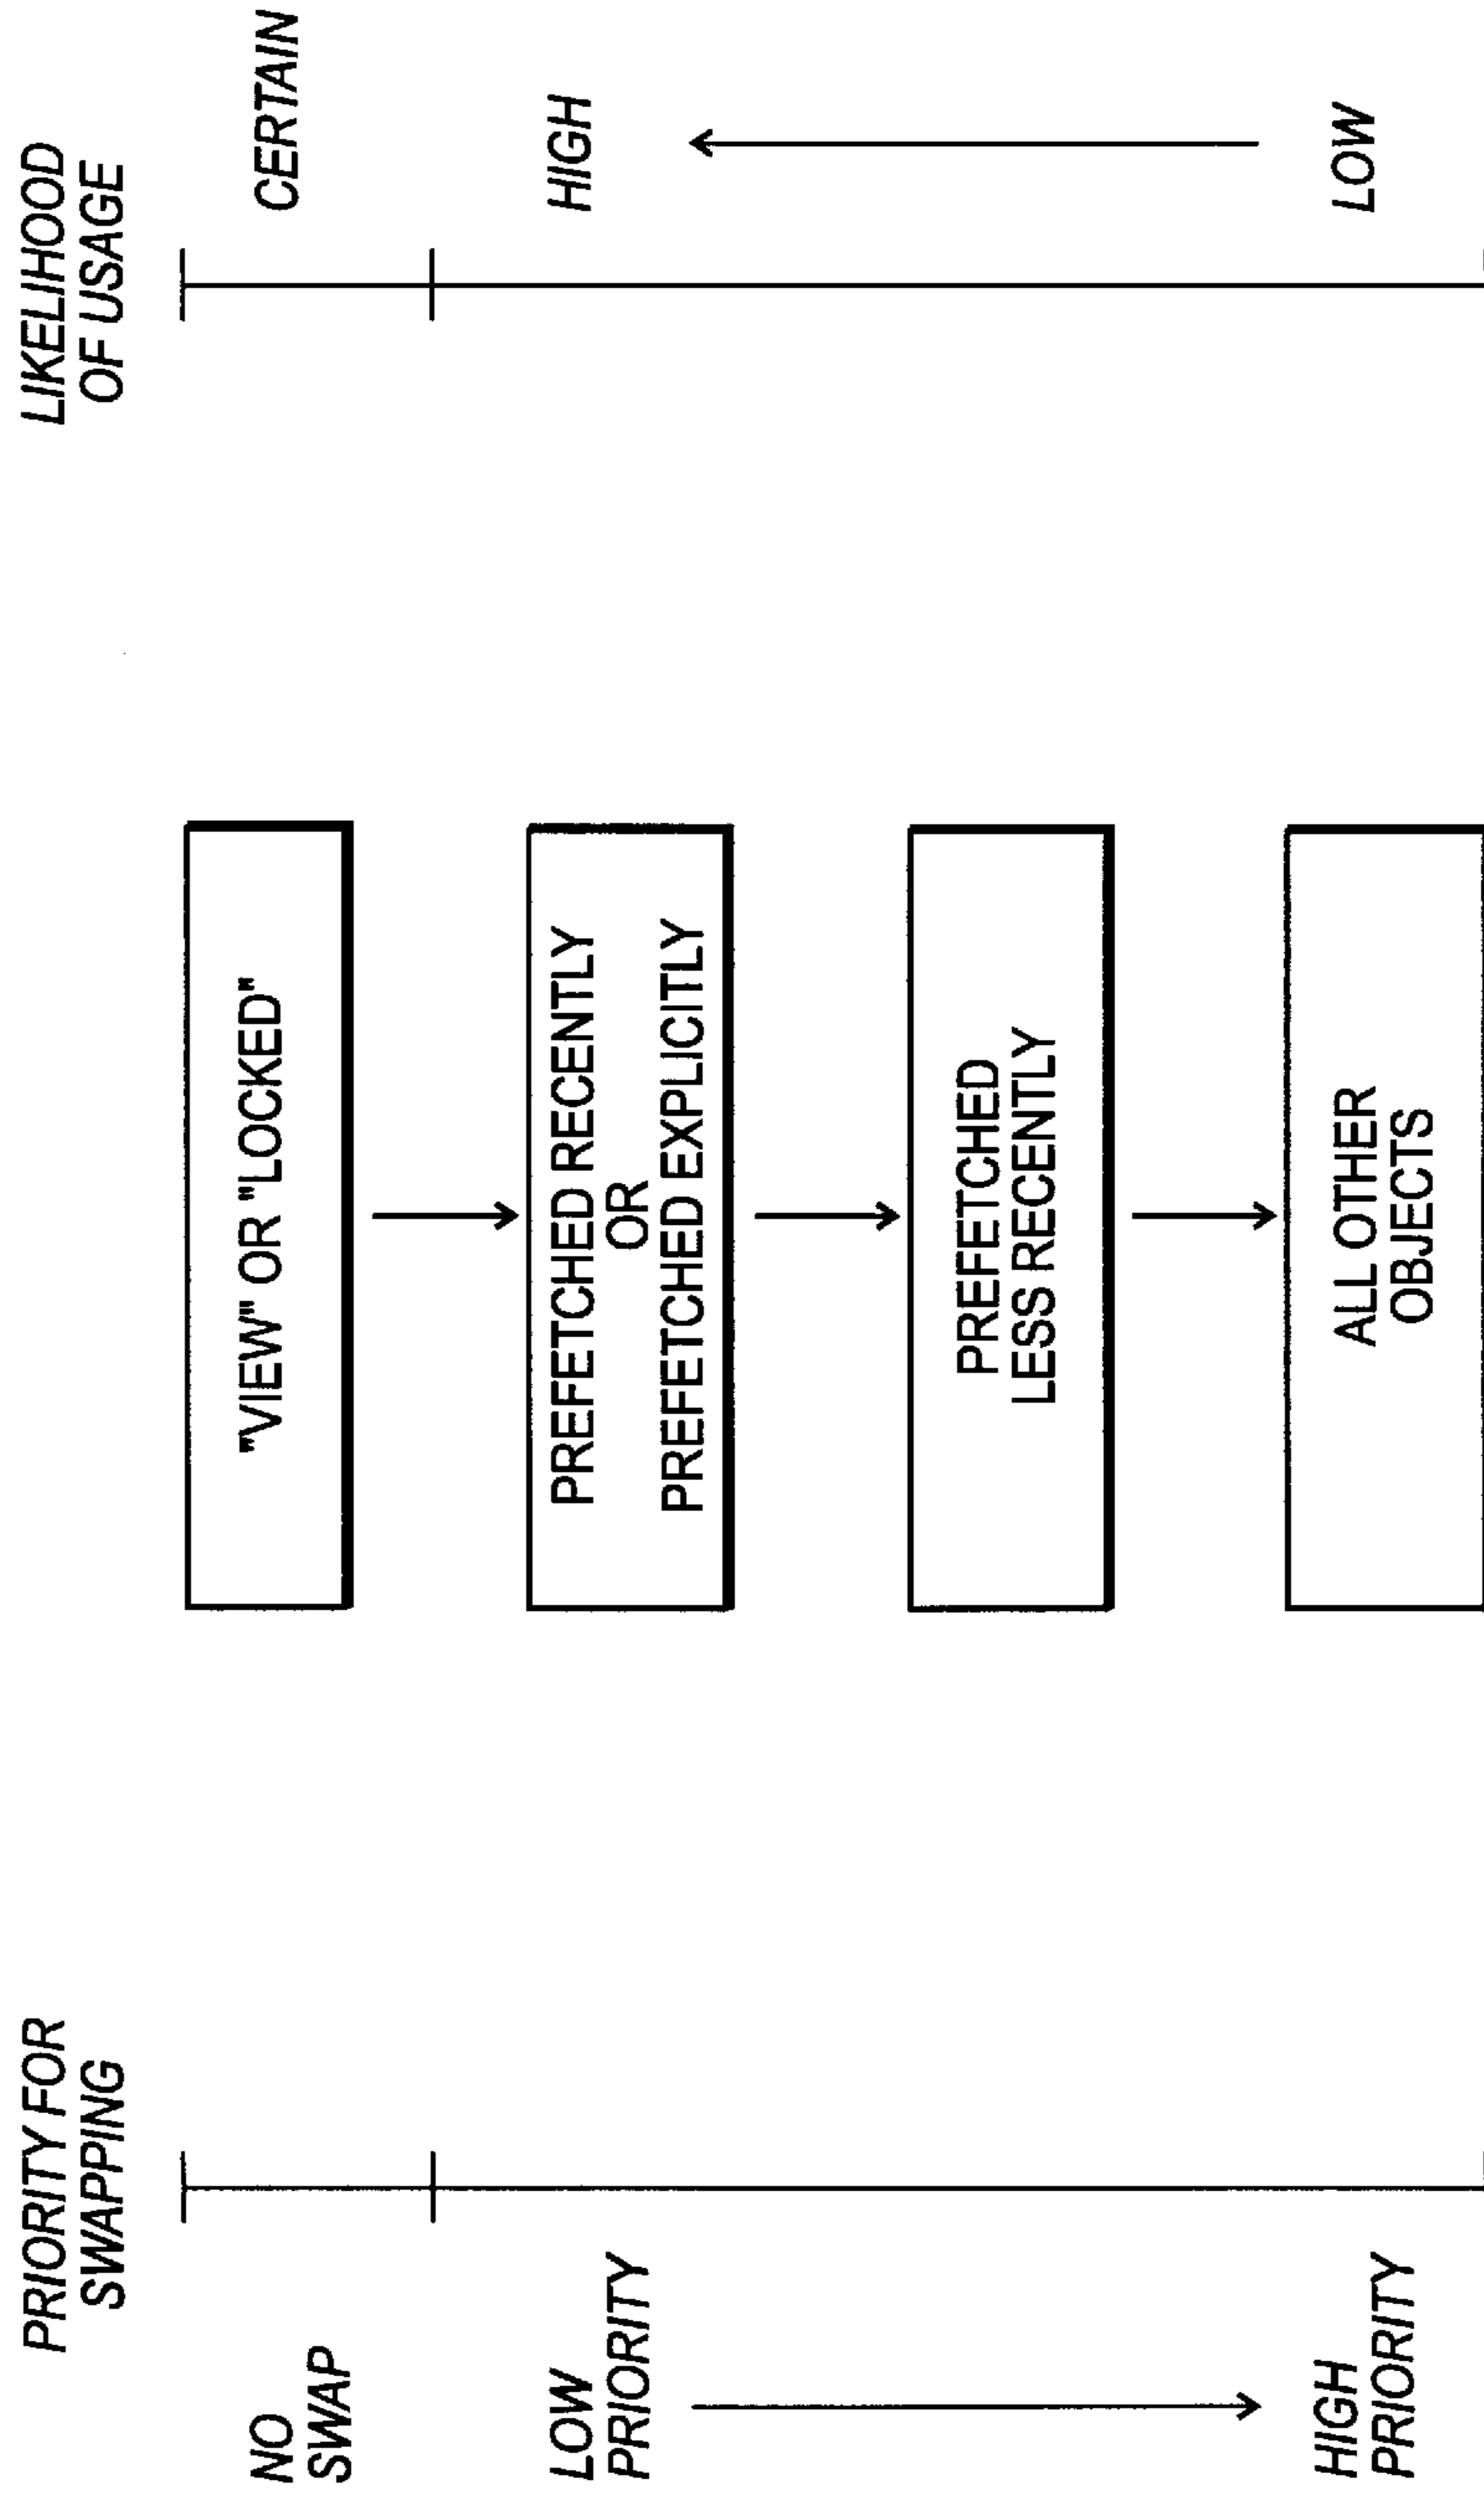 PRIORITY FOR
SWAPPING
LIKELIHOOD
OF USAGE
NO
SWAP
"VIEW" OR "LOCKED"
CERTAIN
LOW
PRIORITY
PREFETCHED RECENTLY
OR
PREFETCHED EXPLICITLY
HIGH
PREFETCHED
LESS RECENTLY
HIGH
PRIORITY
ALL OTHER
OBJECTS
LOW